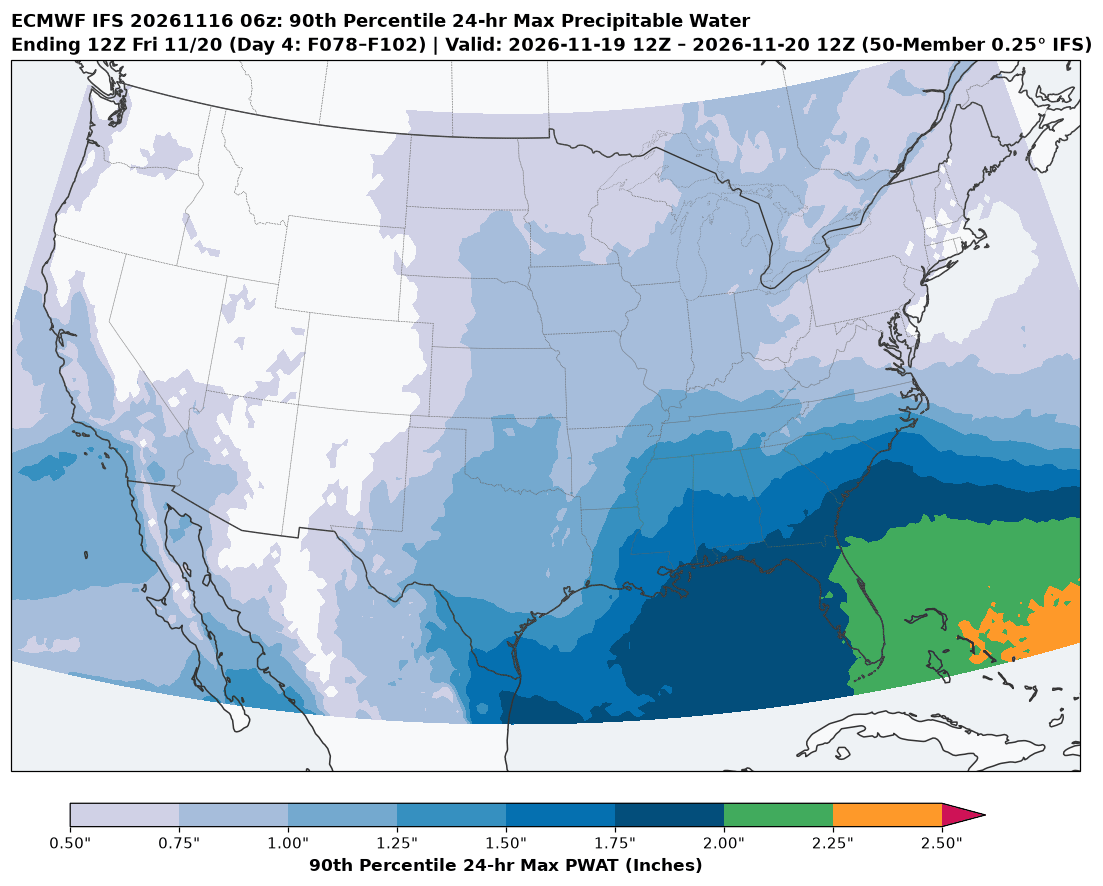 ECMWF IFS 20261116 06z: 90th Percentile 24-hr Max Precipitable Water
Ending 12Z Fri 11/20 (Day 4: F078–F102) | Valid: 2026-11-19 12Z – 2026-11-20 12Z (50-Member 0.25° IFS)
0.50" 0.75" 1.00" 1.25" 1.50" 1.75" 2.00" 2.25" 2.50"
90th Percentile 24-hr Max PWAT (Inches)